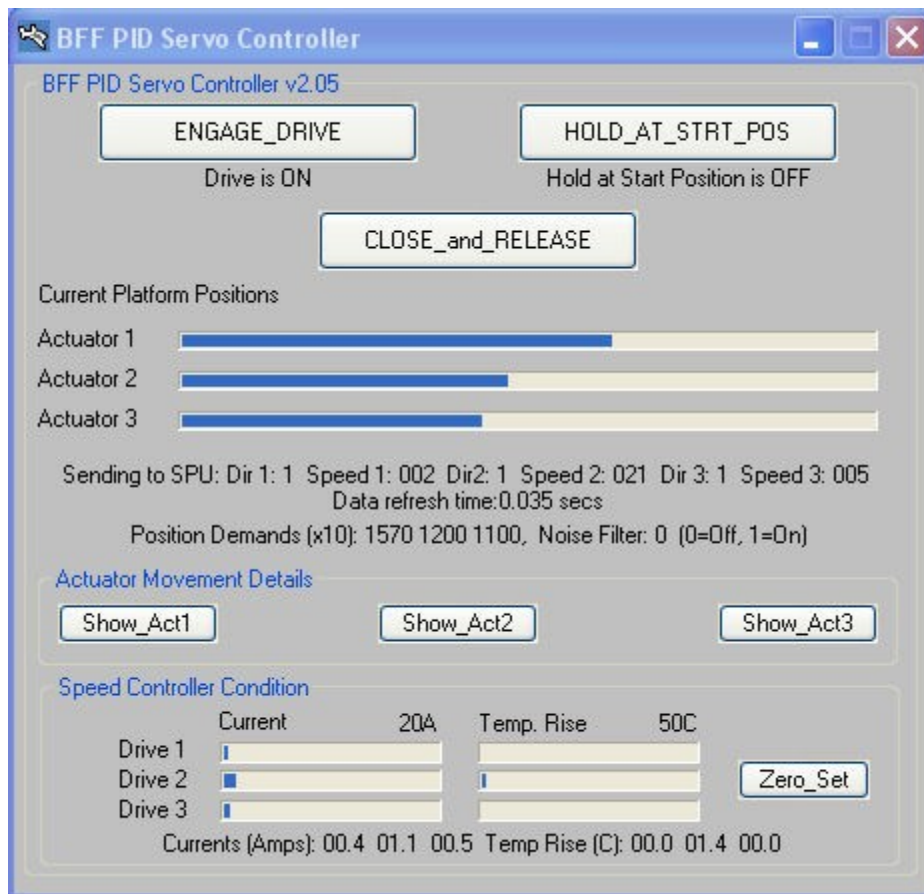 BFF PID Servo Controller
BFF PID Servo Controller v2.05
ENGAGE_DRIVE HOLD_AT_STRT_POS
Drive is ON Hold at Start Position is OFF
CLOSE_and_RELEASE
Current Platform Positions
Actuator 1
Actuator 2
Actuator 3
Sending to SPU: Dir 1: 1 Speed 1: 002 Dir2: 1 Speed 2: 021 Dir 3: 1 Speed 3: 005
Data refresh time:0.035 secs
Position Demands (x10): 1570 1200 1100, Noise Filter: 0 (0=Off, 1=On)
Actuator Movement Details
Show_Act1 Show_Act2 Show_Act3
Speed Controller Condition
Current 20A Temp. Rise 50C
Drive 1
Drive 2 Zero_Set
Drive 3
Currents (Amps): 00.4 01.1 00.5 Temp Rise (C): 00.0 01.4 00.0